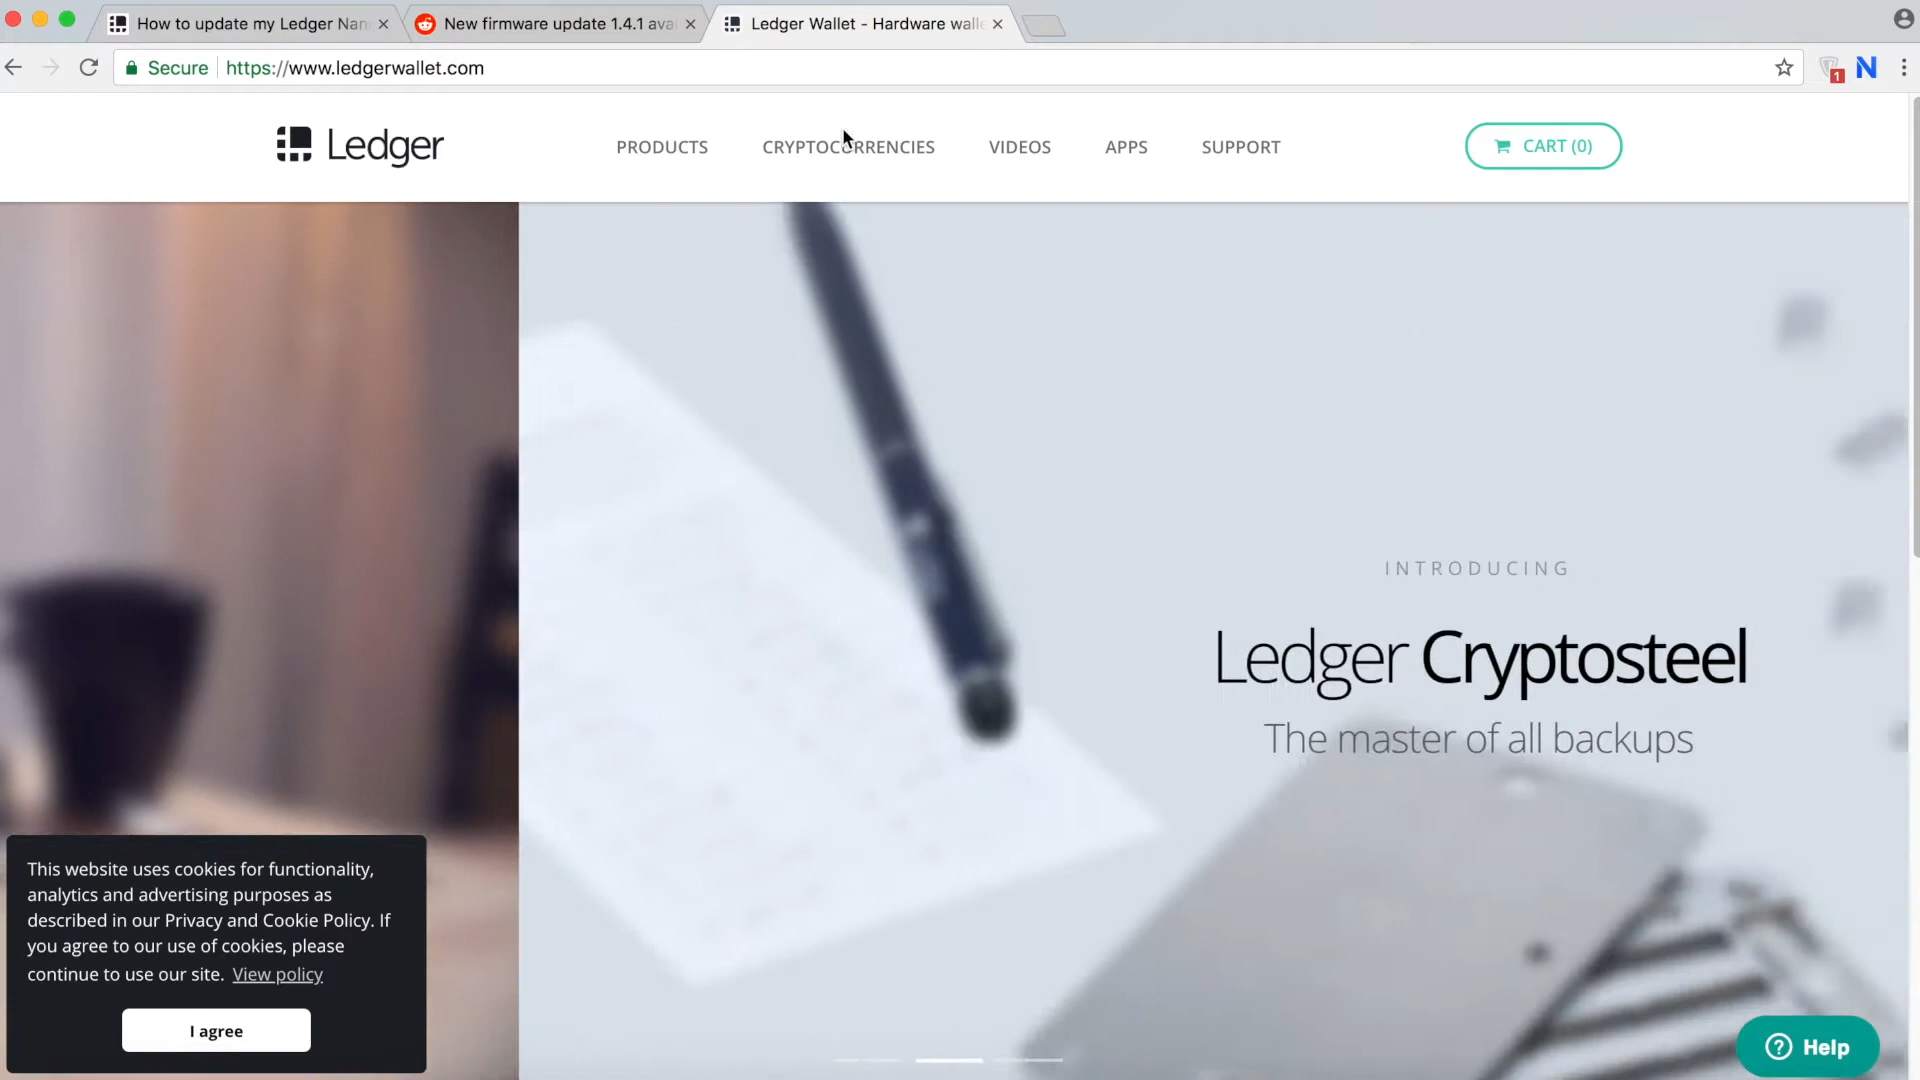 How to update my Ledger Nan
New firmware update 1.4.1 ava
Ledger Wallet - Hardware walle
Secure
https://www.ledgerwallet.com
1
N
Ledger
PRODUCTS
CRYPTOCURRENCIES
VIDEOS
APPS
SUPPORT
CART (0)
INTRODUCING
Ledger Cryptosteel
The master of all backups
This website uses cookies for functionality,
analytics and advertising purposes as
described in our Privacy and Cookie Policy. If
you agree to our use of cookies, please
continue to use our site. View policy
I agree
? Help